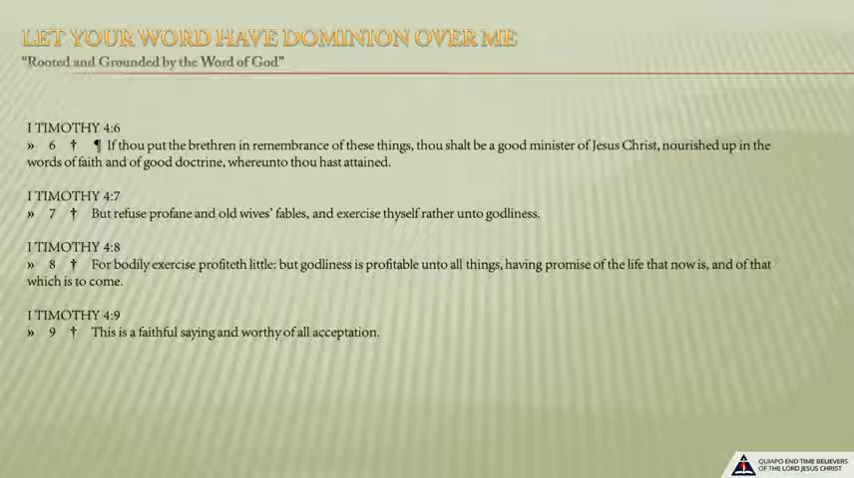 LET YOUR WORD HAVE DOMINION OVER ME
"Rooted and Grounded by the Word of God"
I TIMOTHY 4:6
» 6 † ¶ If thou put the brethren in remembrance of these things, thou shalt be a good minister of Jesus Christ, nourished up in the
words of faith and of good doctrine, whereunto thou hast attained.
I TIMOTHY 4:7
» 7 † But refuse profane and old wives' fables, and exercise thyself rather unto godliness.
I TIMOTHY 4:8
» 8 † For bodily exercise profiteth little: but godliness is profitable unto all things, having promise of the life that now is, and of that
which is to come.
I TIMOTHY 4:9
» 9 † This is a faithful saying and worthy of all acceptation.
QUIAPO END TIME BELIEVERS
OF THE LORD JESUS CHRIST